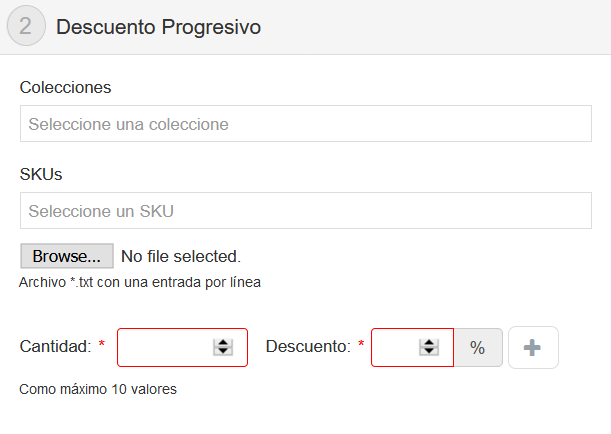 2 Descuento Progresivo
Colecciones
Seleccione una coleccione
SKUs
Seleccione un SKU
Browse... No file selected.
Archivo *.txt con una entrada por línea
Cantidad: * Descuento: * % +
Como máximo 10 valores